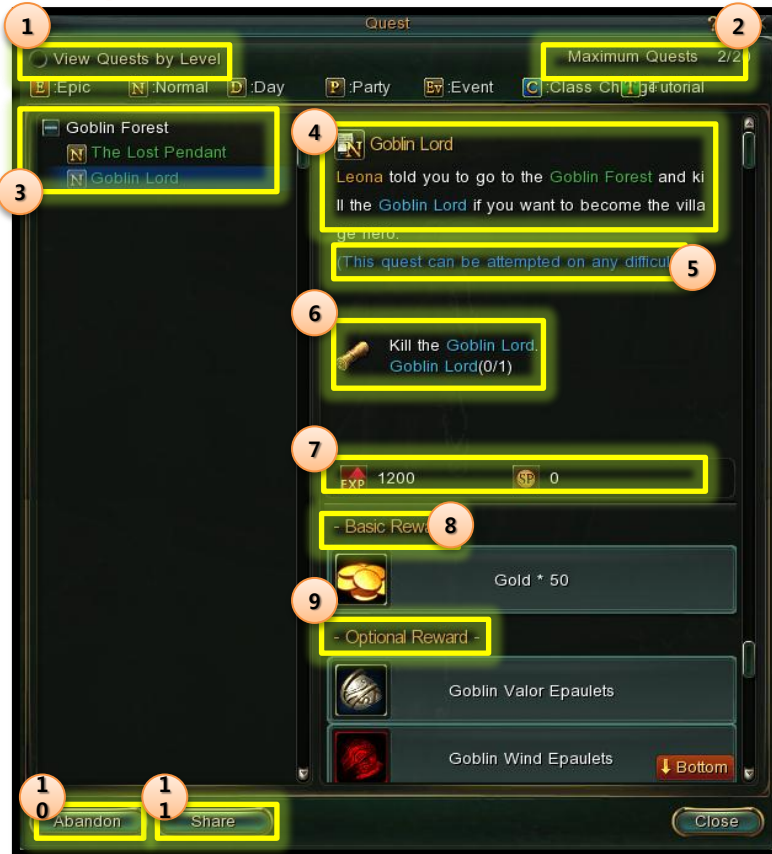 1
Quest
?
2
View Quests by Level
Maximum Quests 2/20
E :Epic N :Normal D :Day P :Party Ev :Event C :Class Ch T utorial
3
Goblin Forest
N The Lost Pendant
N Goblin Lord
4
N Goblin Lord
Leona told you to go to the Goblin Forest and ki
ll the Goblin Lord if you want to become the villa
ge hero.
(This quest can be attempted on any difficul
5
6
Kill the Goblin Lord.
Goblin Lord(0/1)
7
EXP 1200 SP 0
- Basic Rew
8
Gold * 50
9
- Optional Reward -
Goblin Valor Epaulets
Goblin Wind Epaulets
Bottom
10
11
Abandon
Share
Close